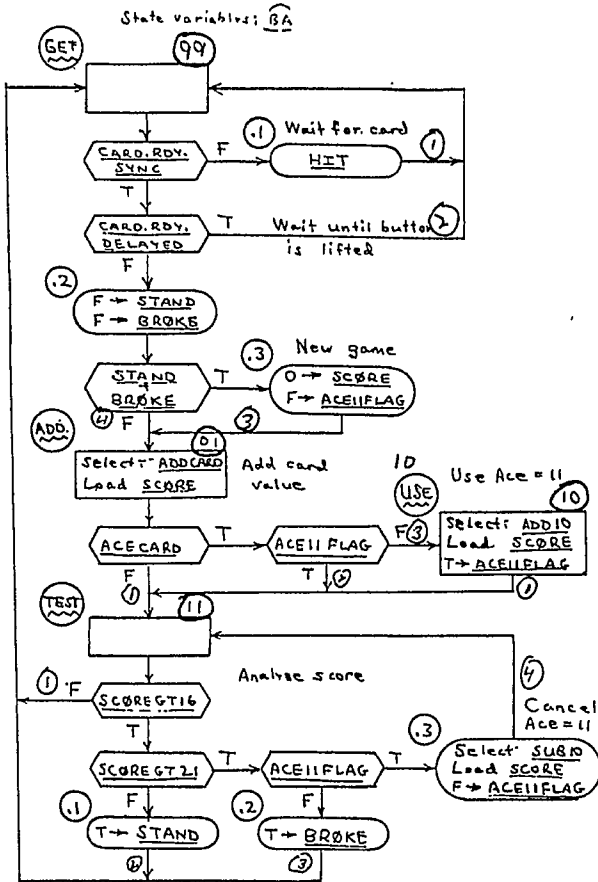 State variables: BA
GET
00
CARD.RDY.
SYNC
F
.1
Wait for card
HIT
1
T
CARD.RDY.
DELAYED
T
Wait until button
is lifted
2
F
.2
F → STAND
F → BRØKE
STAND
+
BRØKE
T
.3
New game
O → SCØRE
F → ACE11FLAG
3
4
F
ADD.
01
Select: ADDCARD
Load SCØRE
Add card
value
ACECARD
T
ACE11FLAG
F
3
10
USE
Use Ace = 11
10
Select: ADD10
Load SCØRE
T → ACE11FLAG
F
1
T
2
1
TEST
11
Analyse score
1
F
SCØREGT16
T
SCØREGT21
T
ACE11FLAG
T
.3
4
Cancel
Ace = 11
Select: SUB10
Load SCØRE
F → ACE11FLAG
F
.1
T → STAND
2
F
.2
T → BRØKE
3